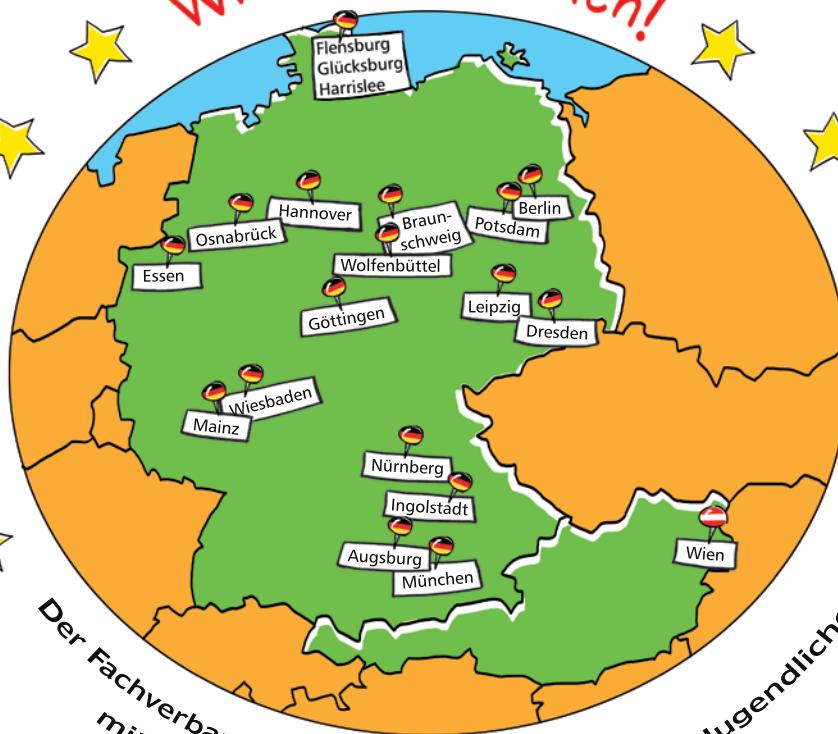 Flensburg
Glücksburg
Harrislee
Hannover
Osnabrück
Braun-
schweig
Berlin
Potsdam
Essen
Wolfenbüttel
Göttingen
Leipzig
Dresden
Wiesbaden
Mainz
Nürnberg
Ingolstadt
Augsburg
München
Wien
Der